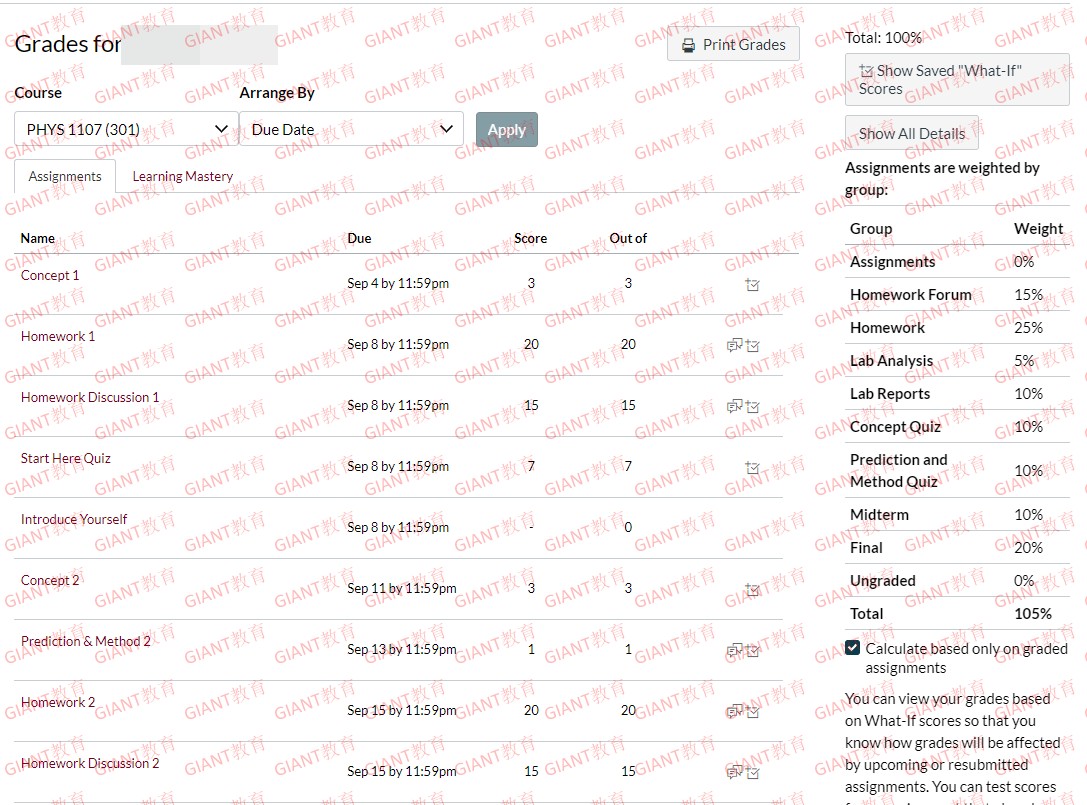 Grades for
Print Grades
Course
Arrange By
PHYS 1107 (301)
Due Date
Apply
Assignments
Learning Mastery
Name Due Score Out of
Concept 1 Sep 4 by 11:59pm 3 3
Homework 1 Sep 8 by 11:59pm 20 20
Homework Discussion 1 Sep 8 by 11:59pm 15 15
Start Here Quiz Sep 8 by 11:59pm 7 7
Introduce Yourself Sep 8 by 11:59pm - 0
Concept 2 Sep 11 by 11:59pm 3 3
Prediction & Method 2 Sep 13 by 11:59pm 1 1
Homework 2 Sep 15 by 11:59pm 20 20
Homework Discussion 2 Sep 15 by 11:59pm 15 15
Total: 100%
Show Saved "What-If"
Scores
Show All Details
Assignments are weighted by
group:
Group Weight
Assignments 0%
Homework Forum 15%
Homework 25%
Lab Analysis 5%
Lab Reports 10%
Concept Quiz 10%
Prediction and
Method Quiz 10%
Midterm 10%
Final 20%
Ungraded 0%
Total 105%
Calculate based only on graded
assignments
You can view your grades based
on What-If scores so that you
know how grades will be affected
by upcoming or resubmitted
assignments. You can test scores
GIANT教育